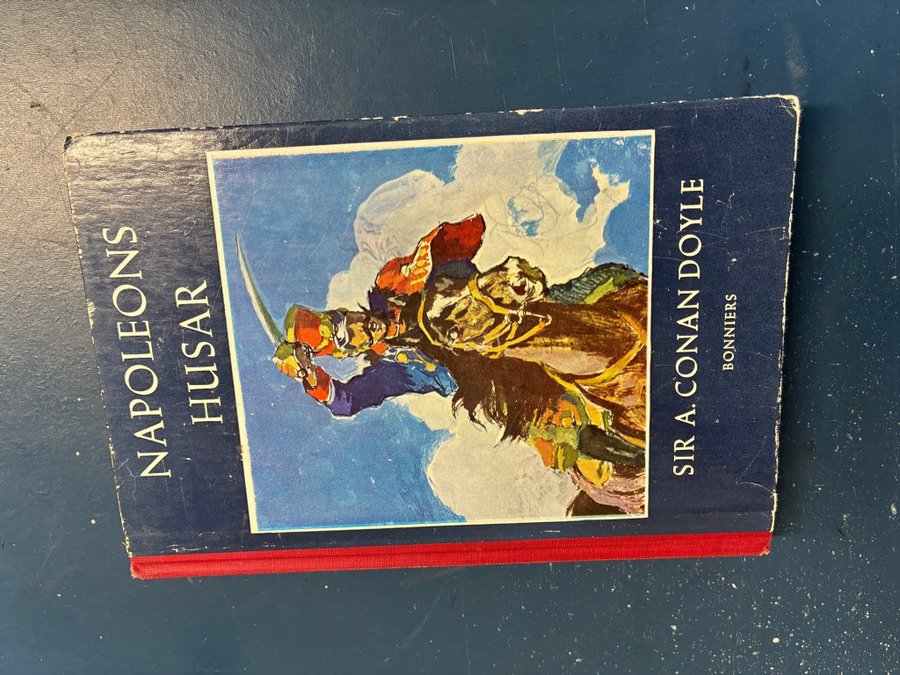 NAPOLEONS
HUSAR
SIR A. CONAN DOYLE
BONNIERS